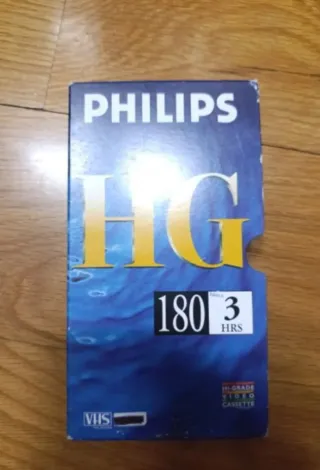 PHILIPS
HG
180 3
HRS
HI-GRADE
VIDEO
CASSETTE
VHS